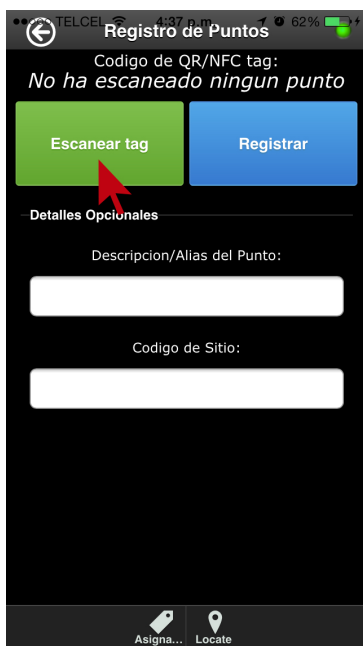 TELCEL 4:37 p.m. 62%
Registro de Puntos
Codigo de QR/NFC tag:
No ha escaneado ningun punto
Escanear tag Registrar
Detalles Opcionales
Descripcion/Alias del Punto:
Codigo de Sitio:
Asigna... Locate